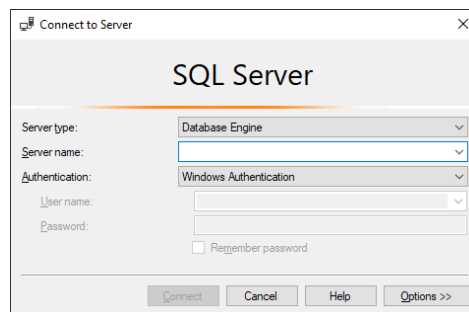 Connect to Server
SQL Server
Server type: Database Engine
Server name:
Authentication: Windows Authentication
User name:
Password:
Remember password
Connect Cancel Help Options >>